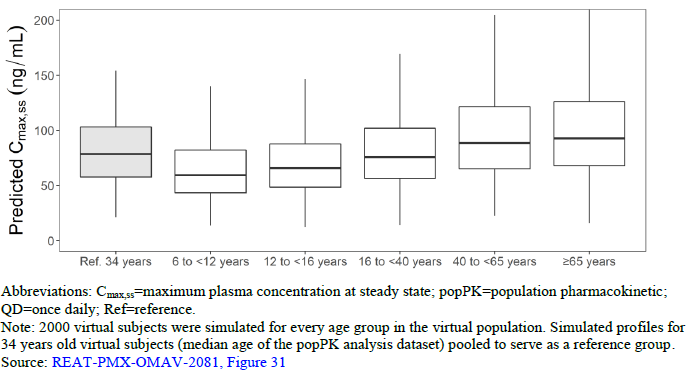 Predicted Cmax,ss (ng/mL)
200
150
100
50
0
Ref. 34 years 6 to <12 years 12 to <16 years 16 to <40 years 40 to <65 years ≥65 years
Abbreviations: Cmax,ss=maximum plasma concentration at steady state; popPK=population pharmacokinetic;
QD=once daily; Ref=reference.
Note: 2000 virtual subjects were simulated for every age group in the virtual population. Simulated profiles for
34 years old virtual subjects (median age of the popPK analysis dataset) pooled to serve as a reference group.
Source: REAT-PMX-OMAV-2081, Figure 31